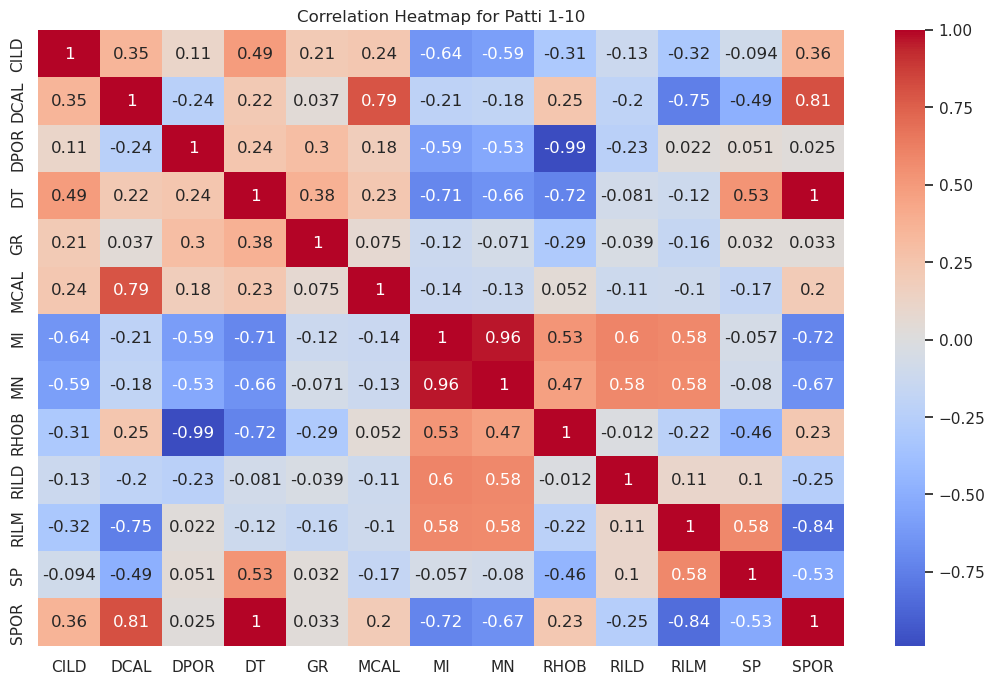 Correlation Heatmap for Patti 1-10
CILD 1 0.35 0.11 0.49 0.21 0.24 -0.64 -0.59 -0.31 -0.13 -0.32 -0.094 0.36
DCAL 0.35 1 -0.24 0.22 0.037 0.79 -0.21 -0.18 0.25 -0.2 -0.75 -0.49 0.81
DPOR 0.11 -0.24 1 0.24 0.3 0.18 -0.59 -0.53 -0.99 -0.23 0.022 0.051 0.025
DT 0.49 0.22 0.24 1 0.38 0.23 -0.71 -0.66 -0.72 -0.081 -0.12 0.53 1
GR 0.21 0.037 0.3 0.38 1 0.075 -0.12 -0.071 -0.29 -0.039 -0.16 0.032 0.033
MCAL 0.24 0.79 0.18 0.23 0.075 1 -0.14 -0.13 0.052 -0.11 -0.1 -0.17 0.2
MI -0.64 -0.21 -0.59 -0.71 -0.12 -0.14 1 0.96 0.53 0.6 0.58 -0.057 -0.72
MN -0.59 -0.18 -0.53 -0.66 -0.071 -0.13 0.96 1 0.47 0.58 0.58 -0.08 -0.67
RHOB -0.31 0.25 -0.99 -0.72 -0.29 0.052 0.53 0.47 1 -0.012 -0.22 -0.46 0.23
RILD -0.13 -0.2 -0.23 -0.081 -0.039 -0.11 0.6 0.58 -0.012 1 0.11 0.1 -0.25
RILM -0.32 -0.75 0.022 -0.12 -0.16 -0.1 0.58 0.58 -0.22 0.11 1 0.58 -0.84
SP -0.094 -0.49 0.051 0.53 0.032 -0.17 -0.057 -0.08 -0.46 0.1 0.58 1 -0.53
SPOR 0.36 0.81 0.025 1 0.033 0.2 -0.72 -0.67 0.23 -0.25 -0.84 -0.53 1
CILD DCAL DPOR DT GR MCAL MI MN RHOB RILD RILM SP SPOR
1.00
0.75
0.50
0.25
0.00
−0.25
−0.50
−0.75